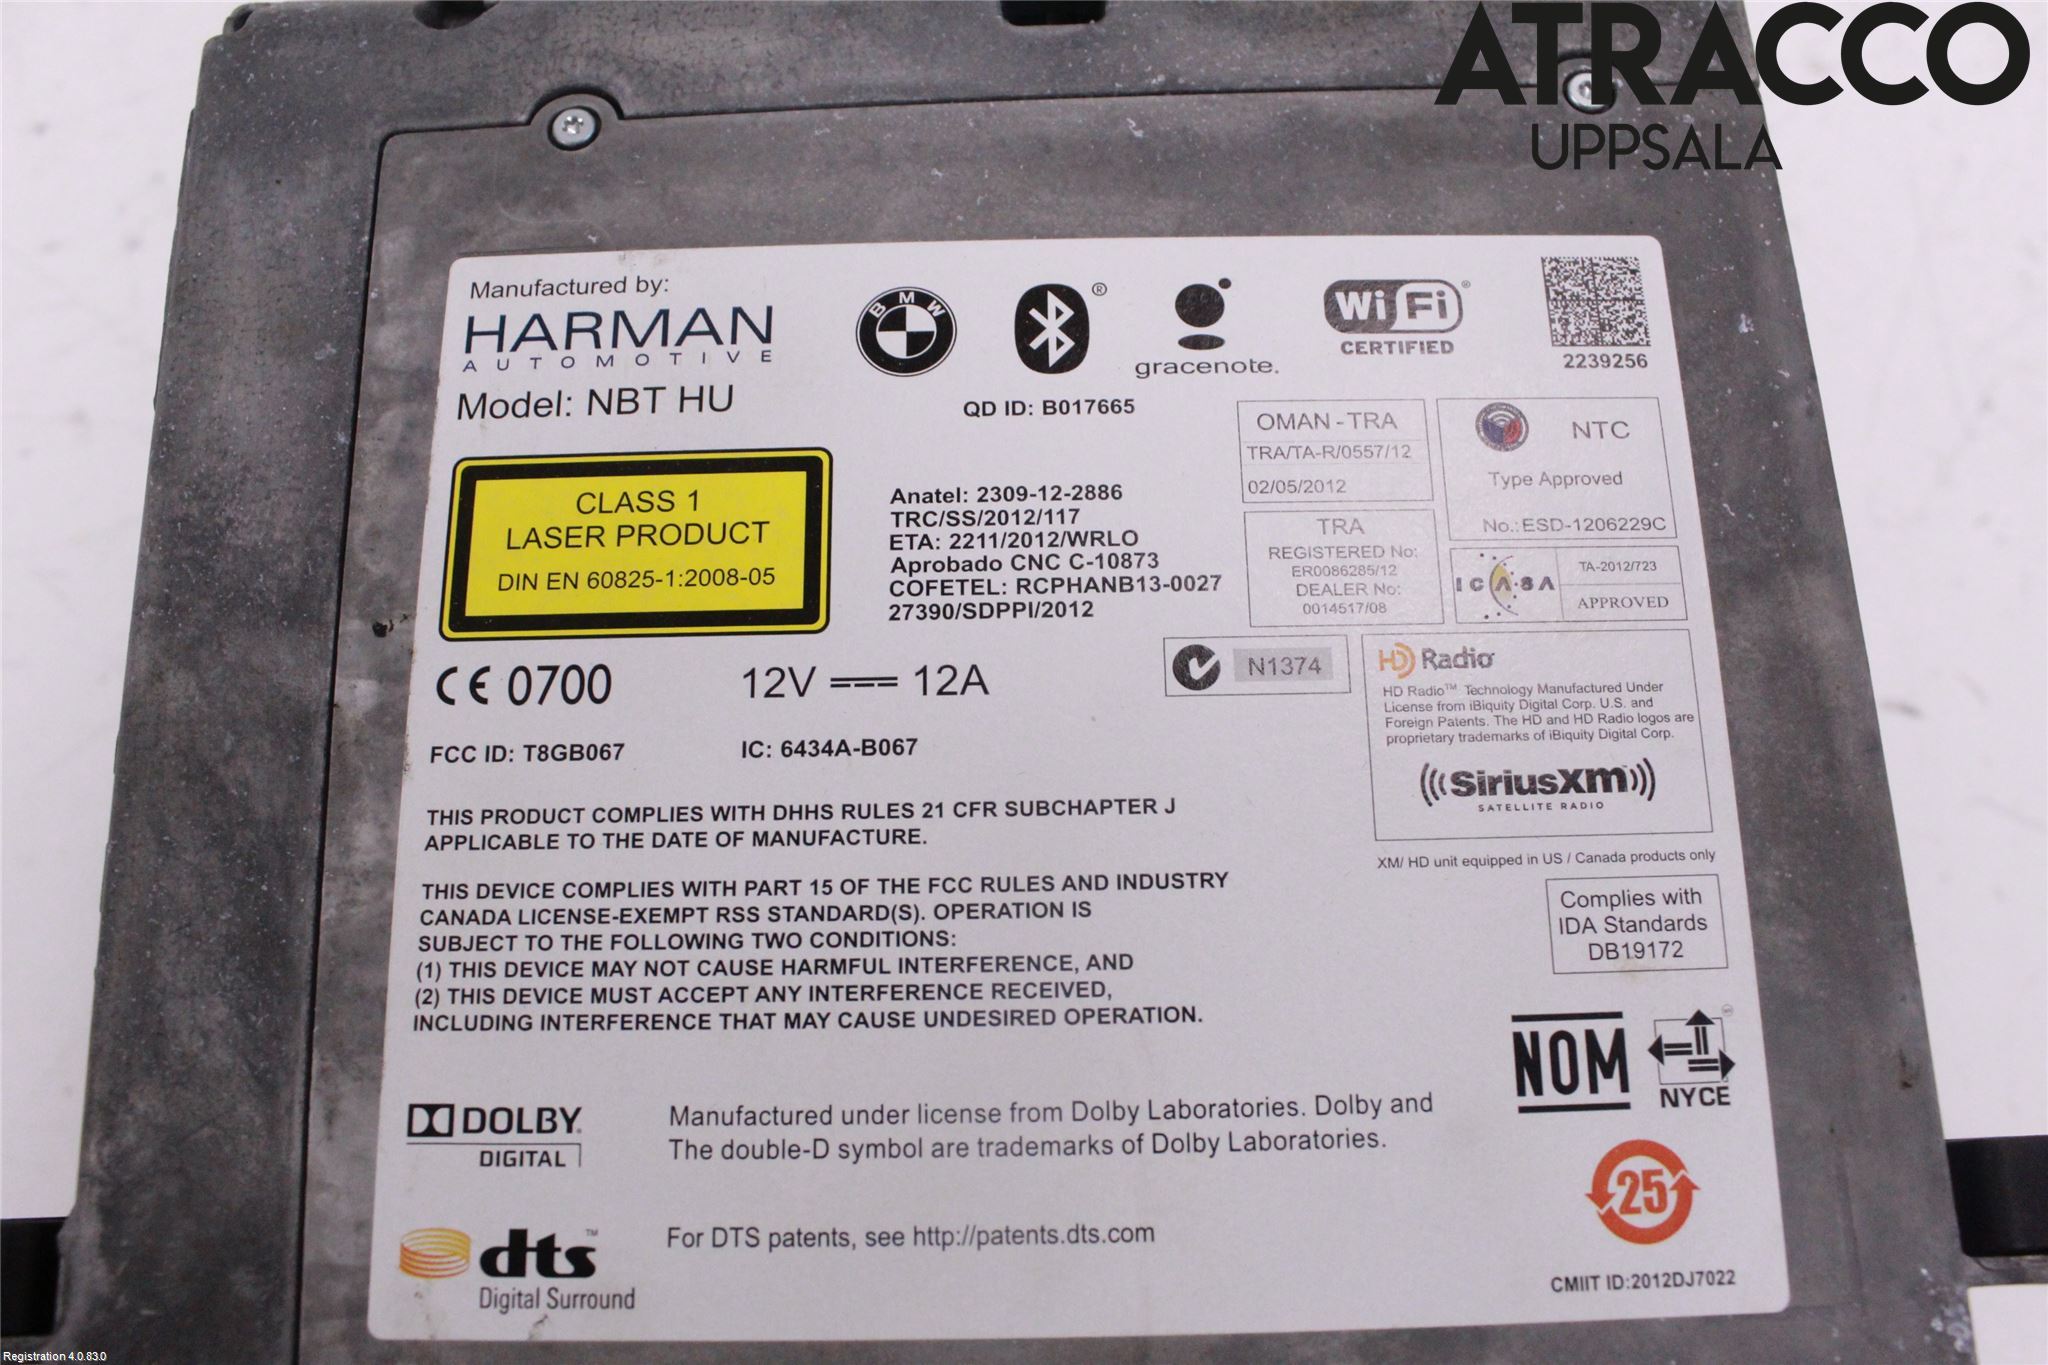 ATRACCO
UPPSALA
Manufactured by:
HARMAN
AUTOMOTIVE
Model: NBT HU
BMW
®
gracenote.
WiFi®
CERTIFIED
2239256
QD ID: B017665
CLASS 1
LASER PRODUCT
DIN EN 60825-1:2008-05
Anatel: 2309-12-2886
TRC/SS/2012/117
ETA: 2211/2012/WRLO
Aprobado CNC C-10873
COFETEL: RCPHANB13-0027
27390/SDPPI/2012
OMAN - TRA
TRA/TA-R/0557/12
02/05/2012
NTC
Type Approved
No.:ESD-1206229C
TRA
REGISTERED No:
ER0086285/12
DEALER No:
0014517/08
ICASA
TA-2012/723
APPROVED
CE 0700
12V 12A
N1374
HD Radio
HD Radio™ Technology Manufactured Under
License from iBiquity Digital Corp. U.S. and
Foreign Patents. The HD and HD Radio logos are
proprietary trademarks of iBiquity Digital Corp.
((( SiriusXm )))
SATELLITE RADIO
FCC ID: T8GB067
IC: 6434A-B067
THIS PRODUCT COMPLIES WITH DHHS RULES 21 CFR SUBCHAPTER J
APPLICABLE TO THE DATE OF MANUFACTURE.
XM/ HD unit equipped in US / Canada products only
THIS DEVICE COMPLIES WITH PART 15 OF THE FCC RULES AND INDUSTRY
CANADA LICENSE-EXEMPT RSS STANDARD(S). OPERATION IS
SUBJECT TO THE FOLLOWING TWO CONDITIONS:
(1) THIS DEVICE MAY NOT CAUSE HARMFUL INTERFERENCE, AND
(2) THIS DEVICE MUST ACCEPT ANY INTERFERENCE RECEIVED,
INCLUDING INTERFERENCE THAT MAY CAUSE UNDESIRED OPERATION.
Complies with
IDA Standards
DB19172
NOM
NYCE
DOLBY
DIGITAL
Manufactured under license from Dolby Laboratories. Dolby and
The double-D symbol are trademarks of Dolby Laboratories.
25
dts™
Digital Surround
For DTS patents, see http://patents.dts.com
CMIIT ID:2012DJ7022
Registration 4.0.83.0